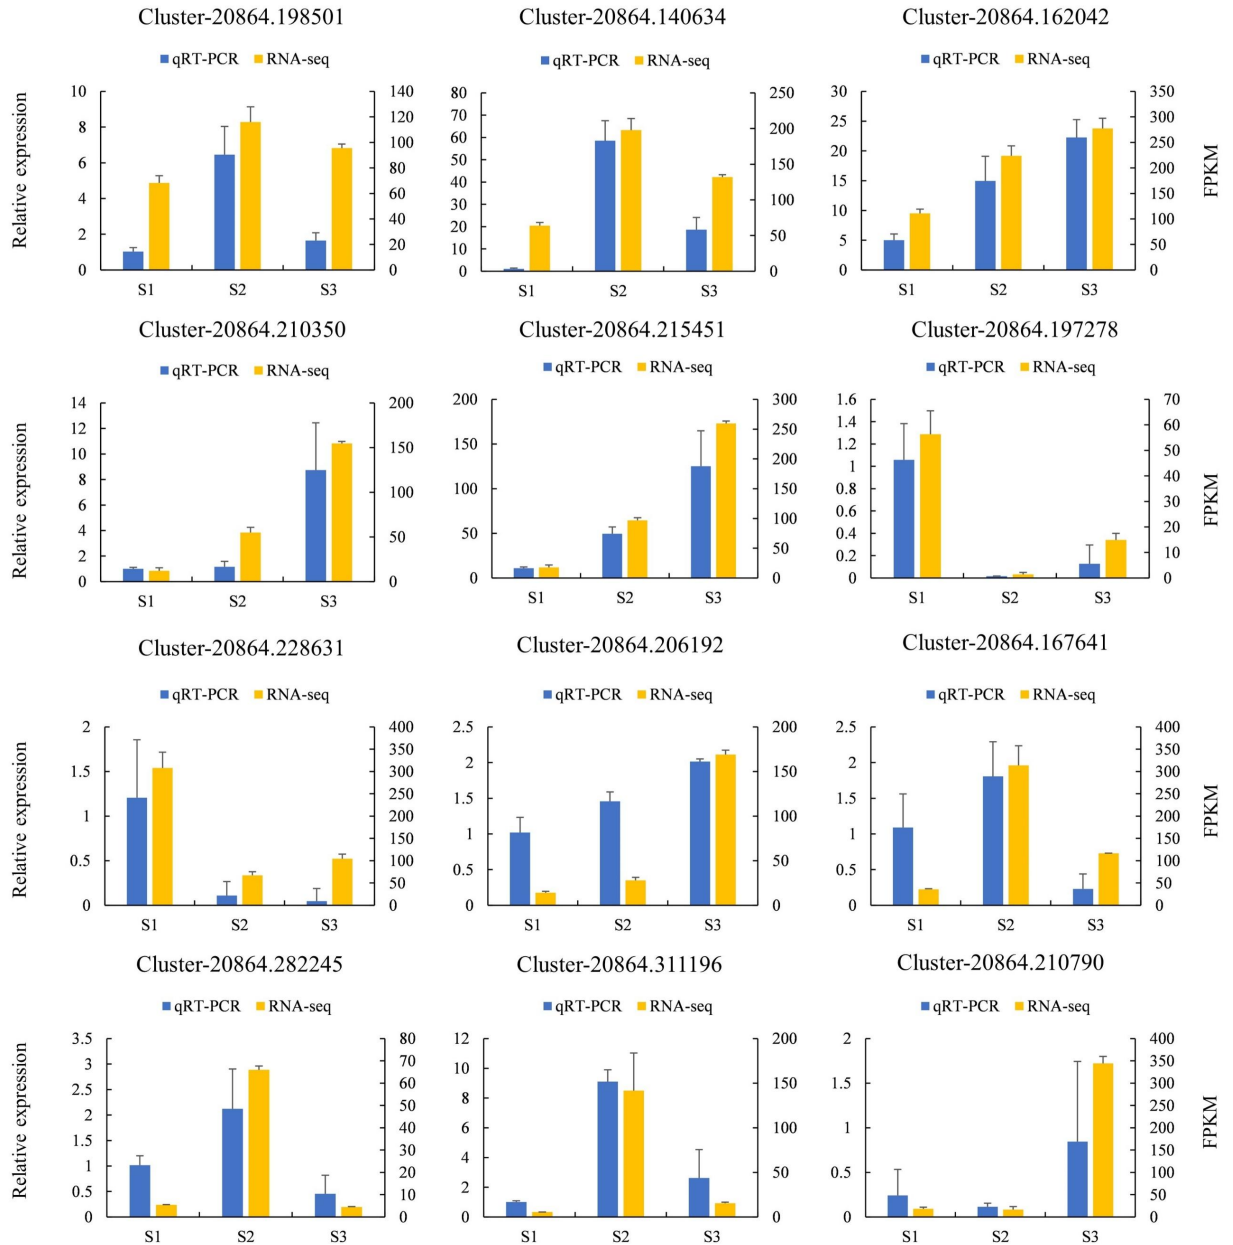 Cluster-20864.198501 Cluster-20864.140634 Cluster-20864.162042
qRT-PCR RNA-seq qRT-PCR RNA-seq qRT-PCR RNA-seq
Relative expression
10 8 6 4 2 0
140 120 100 80 60 40 20 0
80 70 60 50 40 30 20 10 0
250 200 150 100 50 0
30 25 20 15 10 5 0
350 300 250 200 150 100 50 0
FPKM
S1 S2 S3 S1 S2 S3 S1 S2 S3
Cluster-20864.210350 Cluster-20864.215451 Cluster-20864.197278
qRT-PCR RNA-seq qRT-PCR RNA-seq qRT-PCR RNA-seq
Relative expression
14 12 10 8 6 4 2 0
200 150 100 50 0
200 150 100 50 0
300 250 200 150 100 50 0
1.6 1.4 1.2 1 0.8 0.6 0.4 0.2 0
70 60 50 40 30 20 10 0
FPKM
S1 S2 S3 S1 S2 S3 S1 S2 S3
Cluster-20864.228631 Cluster-20864.206192 Cluster-20864.167641
qRT-PCR RNA-seq qRT-PCR RNA-seq qRT-PCR RNA-seq
Relative expression
2 1.5 1 0.5 0
400 350 300 250 200 150 100 50 0
2.5 2 1.5 1 0.5 0
200 150 100 50 0
2.5 2 1.5 1 0.5 0
400 350 300 250 200 150 100 50 0
FPKM
S1 S2 S3 S1 S2 S3 S1 S2 S3
Cluster-20864.282245 Cluster-20864.311196 Cluster-20864.210790
qRT-PCR RNA-seq qRT-PCR RNA-seq qRT-PCR RNA-seq
Relative expression
3.5 3 2.5 2 1.5 1 0.5 0
80 70 60 50 40 30 20 10 0
12 10 8 6 4 2 0
200 150 100 50 0
2 1.5 1 0.5 0
400 350 300 250 200 150 100 50 0
FPKM
S1 S2 S3 S1 S2 S3 S1 S2 S3